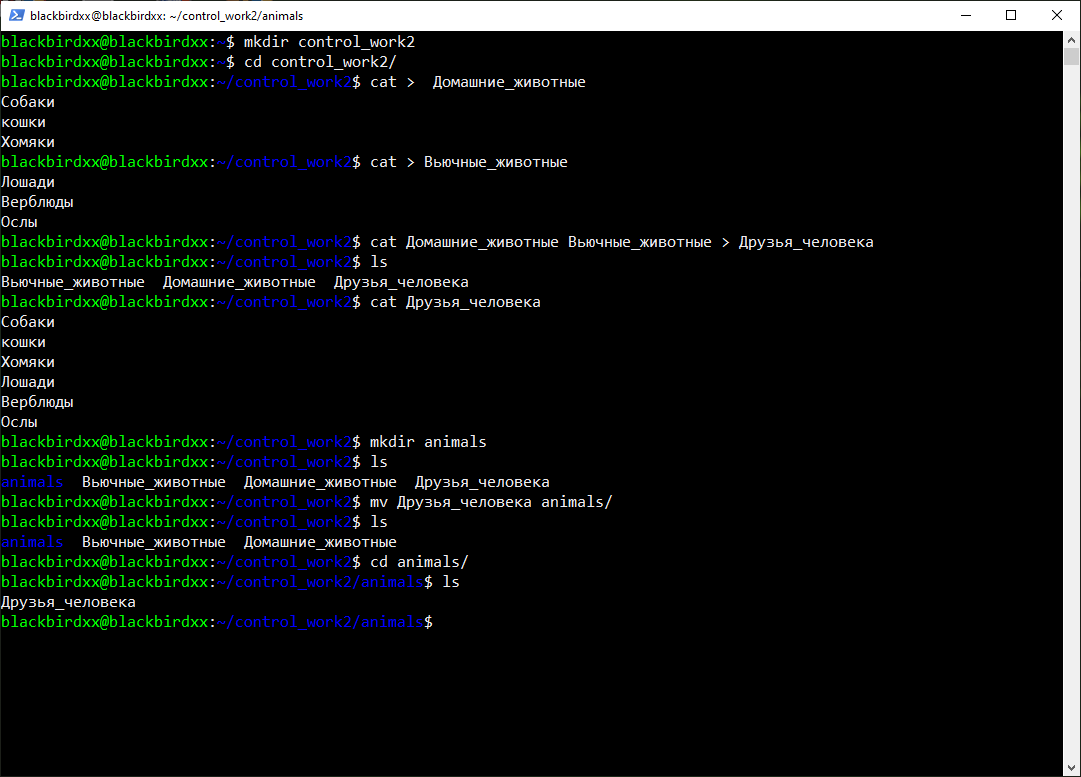 blackbirdxx@blackbirdxx: ~/control_work2/animals
blackbirdxx@blackbirdxx:~$ mkdir control_work2
blackbirdxx@blackbirdxx:~$ cd control_work2/
blackbirdxx@blackbirdxx:~/control_work2$ cat >  Домашние_животные
Собаки
кошки
Хомяки
blackbirdxx@blackbirdxx:~/control_work2$ cat > Вьючные_животные
Лошади
Верблюды
Ослы
blackbirdxx@blackbirdxx:~/control_work2$ cat Домашние_животные Вьючные_животные > Друзья_человека
blackbirdxx@blackbirdxx:~/control_work2$ ls
Вьючные_животные  Домашние_животные  Друзья_человека
blackbirdxx@blackbirdxx:~/control_work2$ cat Друзья_человека
Собаки
кошки
Хомяки
Лошади
Верблюды
Ослы
blackbirdxx@blackbirdxx:~/control_work2$ mkdir animals
blackbirdxx@blackbirdxx:~/control_work2$ ls
animals  Вьючные_животные  Домашние_животные  Друзья_человека
blackbirdxx@blackbirdxx:~/control_work2$ mv Друзья_человека animals/
blackbirdxx@blackbirdxx:~/control_work2$ ls
animals  Вьючные_животные  Домашние_животные
blackbirdxx@blackbirdxx:~/control_work2$ cd animals/
blackbirdxx@blackbirdxx:~/control_work2/animals$ ls
Друзья_человека
blackbirdxx@blackbirdxx:~/control_work2/animals$